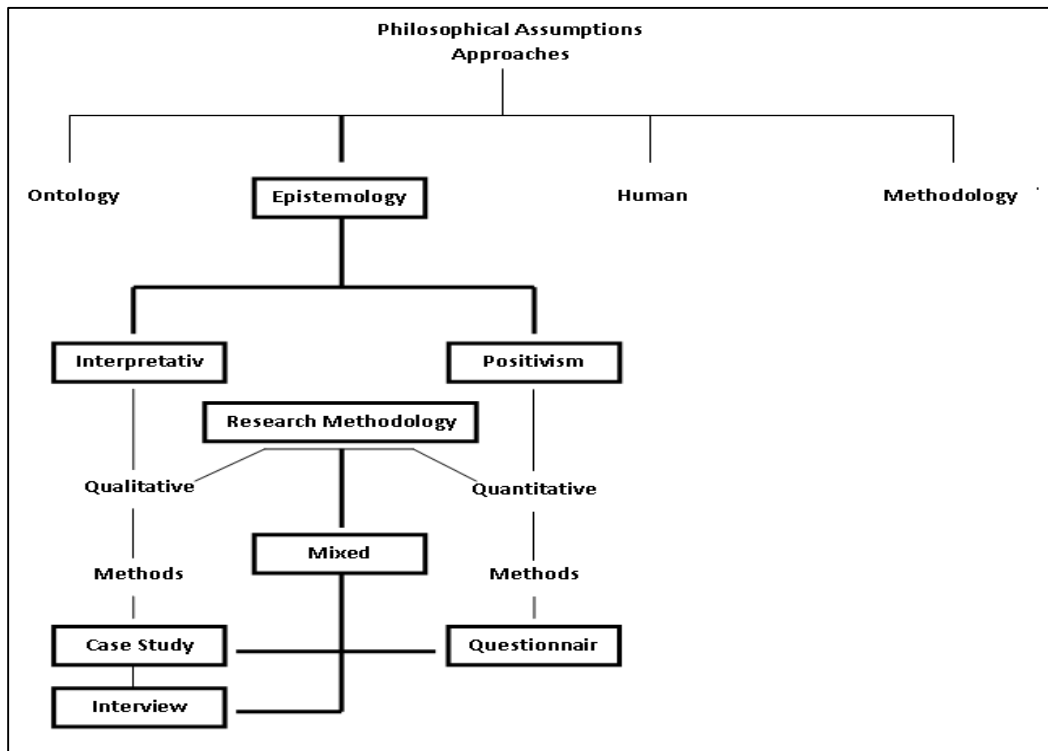 Philosophical Assumptions
Approaches
Ontology
Epistemology
Human
Methodology
Interpretativ
Positivism
Research Methodology
Qualitative
Quantitative
Mixed
Methods
Methods
Case Study
Questionnair
Interview